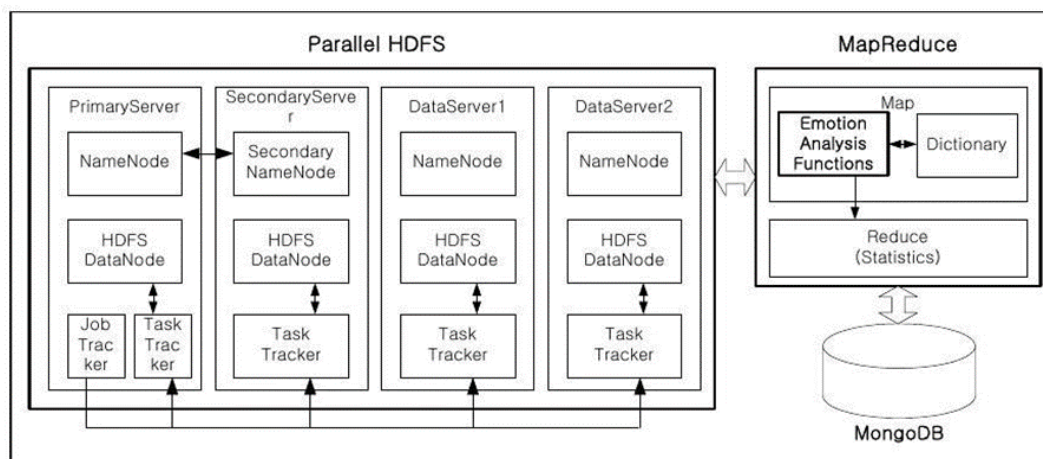 Parallel HDFS
MapReduce
PrimaryServer
NameNode
HDFS
DataNode
Job
Trac
ker
Task
Trac
ker
SecondaryServe
r
Secondary
NameNode
HDFS
DataNode
Task
Tracker
DataServer1
NameNode
HDFS
DataNode
Task
Tracker
DataServer2
NameNode
HDFS
DataNode
Task
Tracker
Map
Emotion
Analysis
Functions
Dictionary
Reduce
(Statistics)
MongoDB